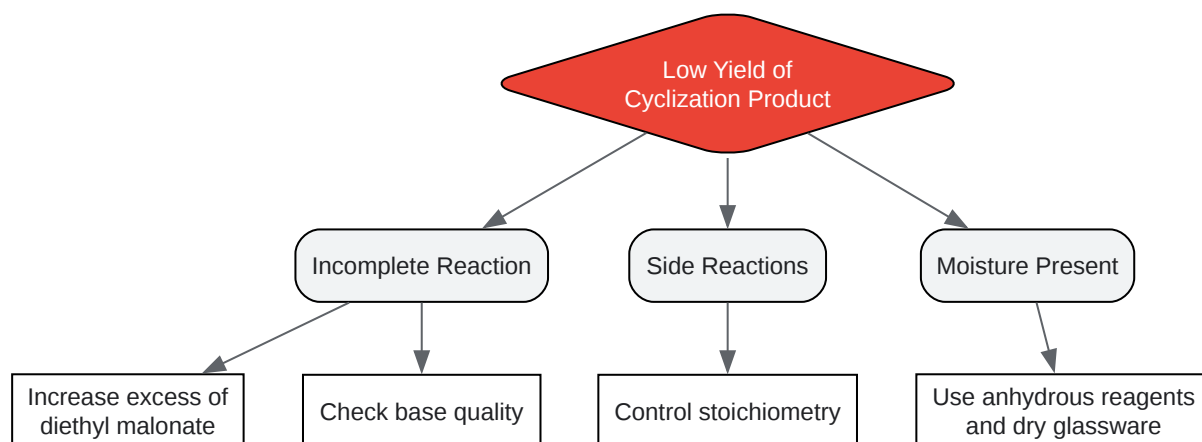 Low Yield of
Cyclization Product
Incomplete Reaction
Side Reactions
Moisture Present
Increase excess of
diethyl malonate
Check base quality
Control stoichiometry
Use anhydrous reagents
and dry glassware